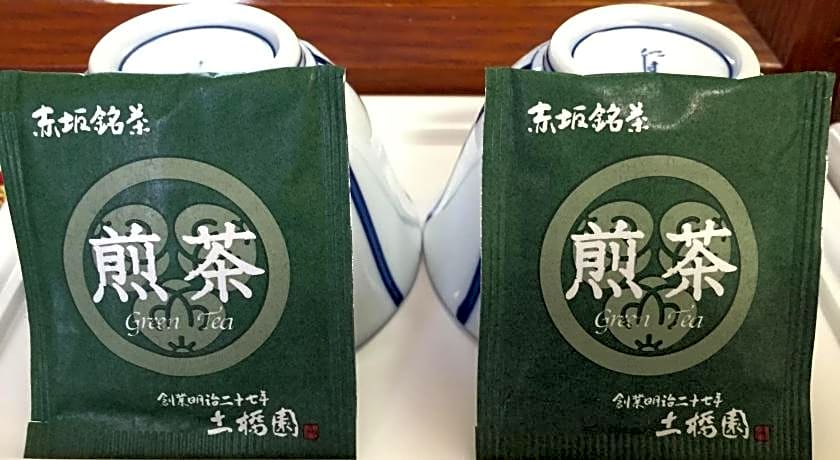 赤坂銘茶
煎茶
Green Tea
創業明治二十七年
土橋園
赤坂銘茶
煎茶
Green Tea
創業明治二十七年
土橋園